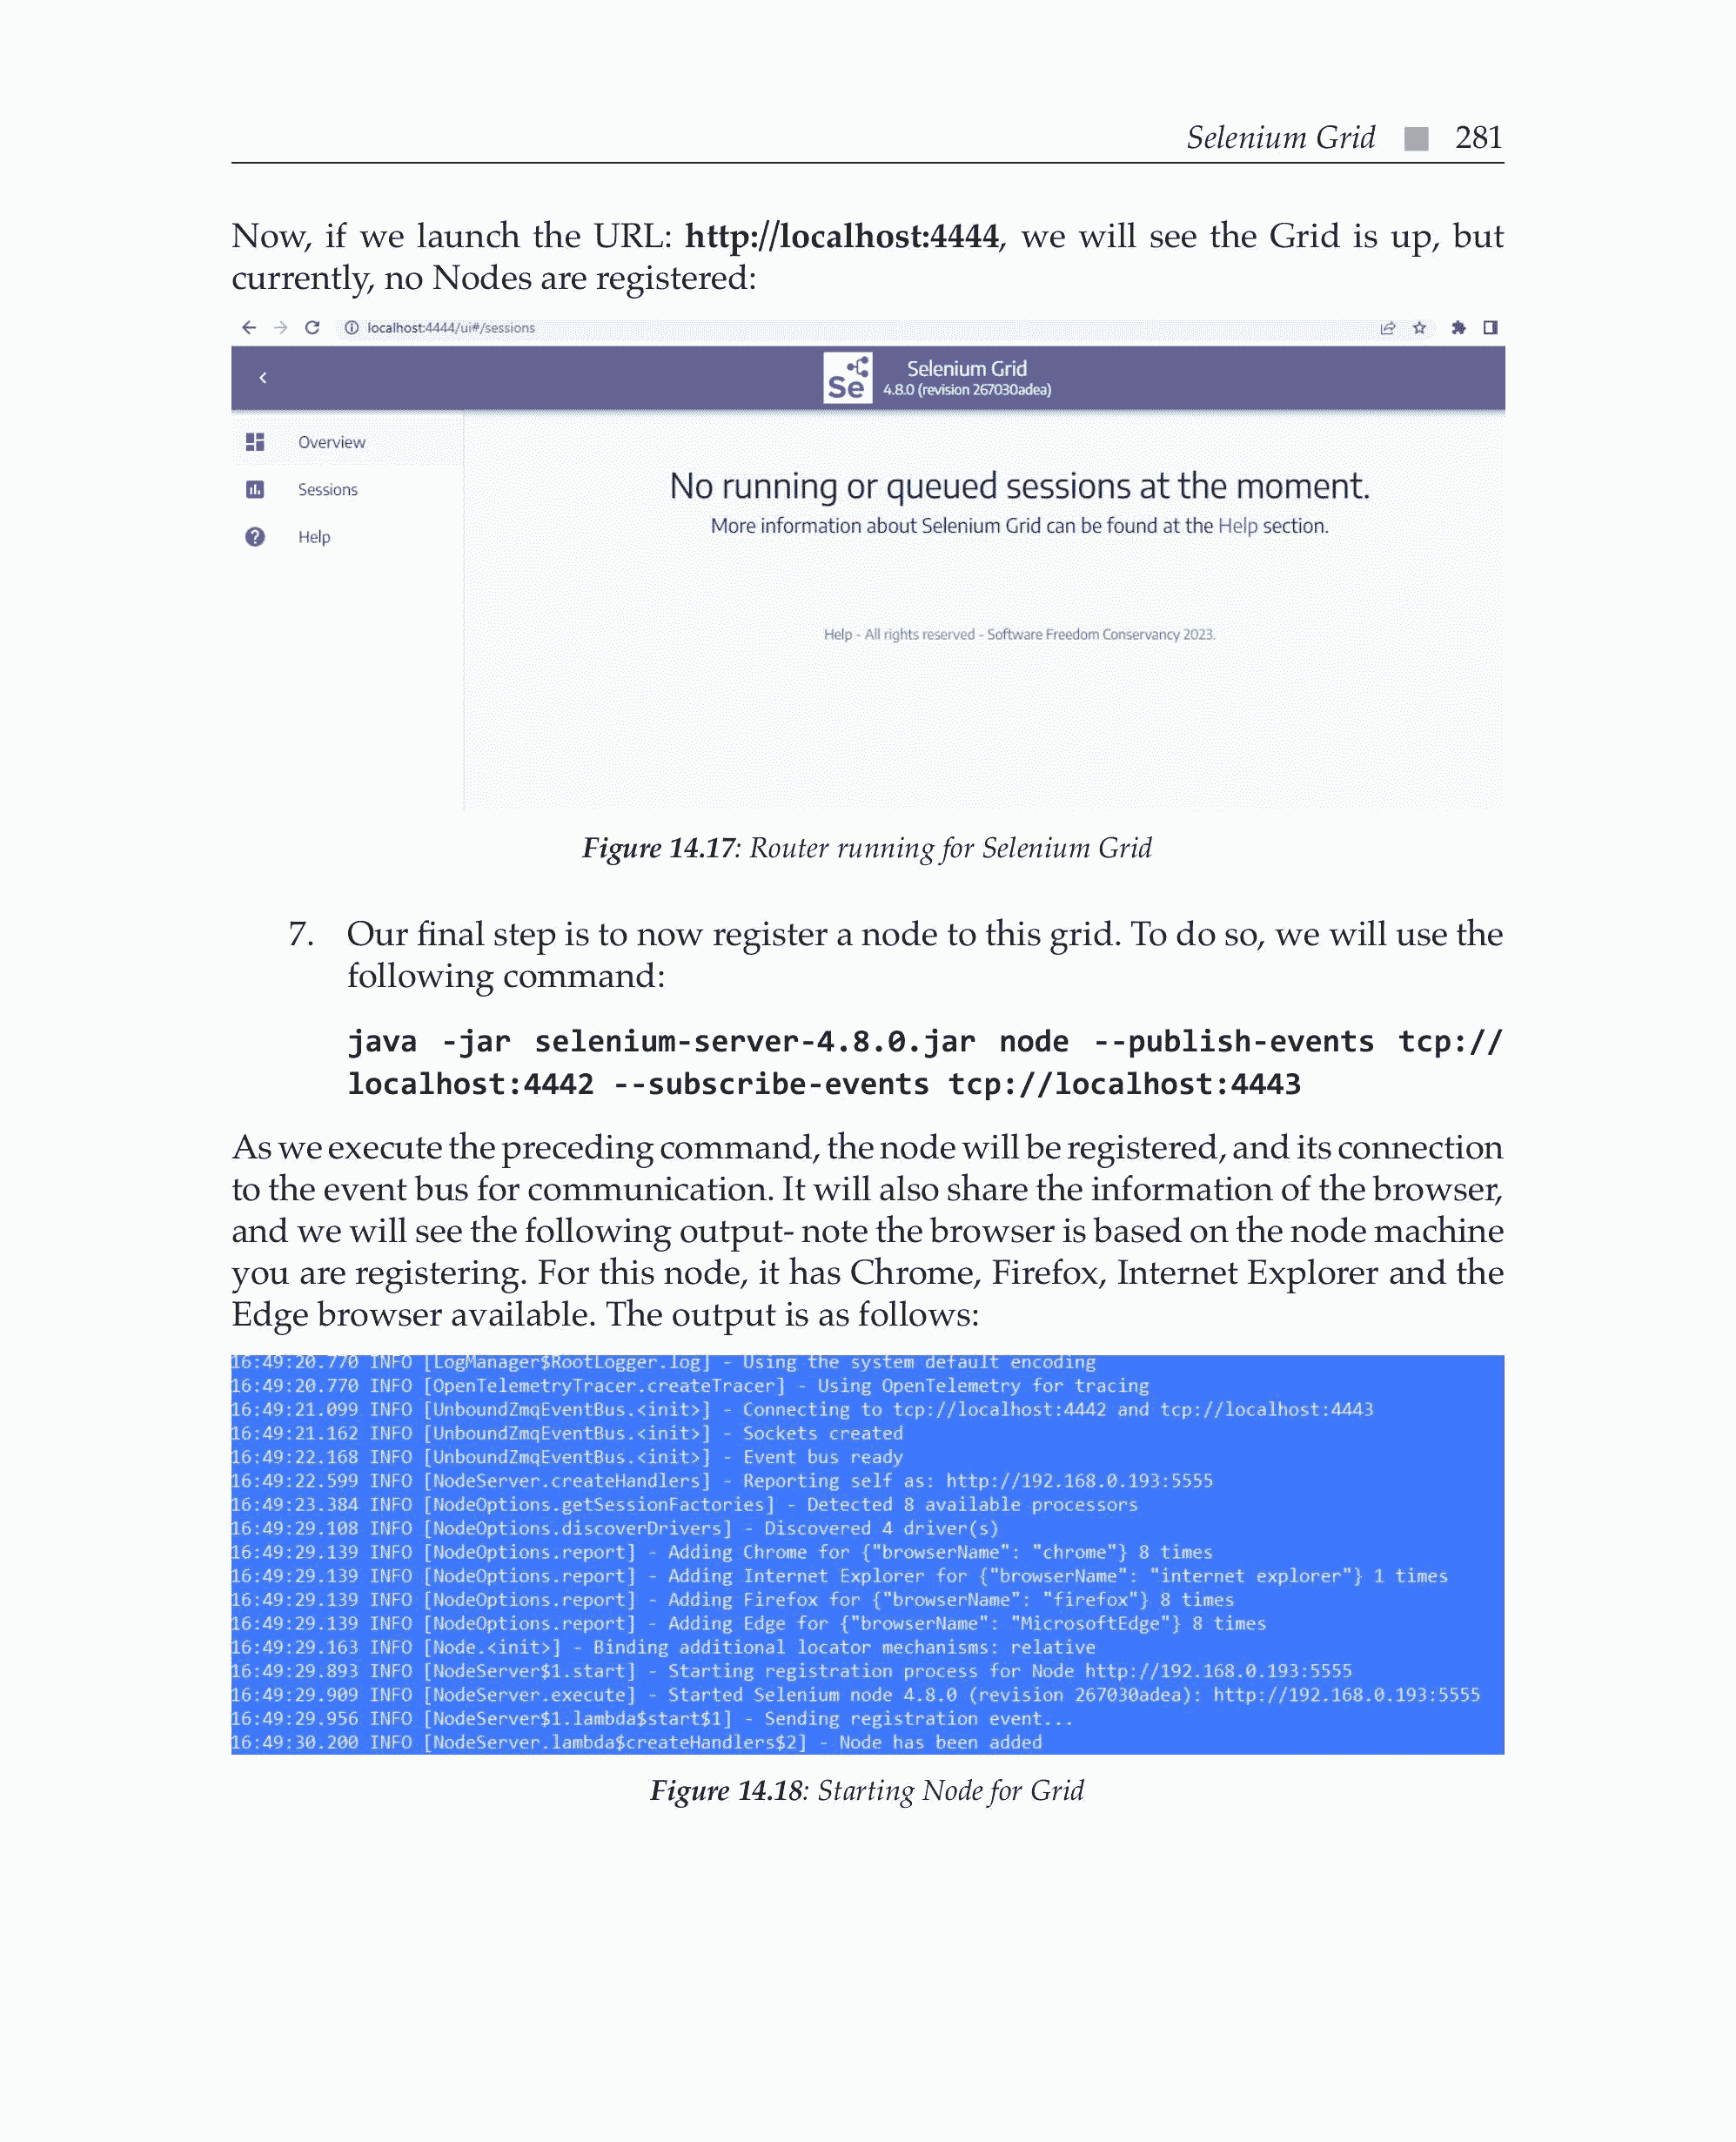 Selenium Grid 281
Now, if we launch the URL: http://localhost:4444, we will see the Grid is up, but
currently, no Nodes are registered:
localhost:4444/ui#/sessions
Selenium Grid
4.8.0 (revision 267030adea)
Se
Overview
No running or queued sessions at the moment.
Sessions
More information about Selenium Grid can be found at the Help section.
Help
Help - All rights reserved - Software Freedom Conservancy 2023.
Figure 14.17: Router running for Selenium Grid
7. Our final step is to now register a node to this grid. To do so, we will use the
following command:
java -jar selenium-server-4.8.0.jar node --publish-events tcp://
localhost:4442 --subscribe-events tcp://localhost:4443
As we execute the preceding command, the node will be registered, and its connection
to the event bus for communication. It will also share the information of the browser,
and we will see the following output- note the browser is based on the node machine
you are registering. For this node, it has Chrome, Firefox, Internet Explorer and the
Edge browser available. The output is as follows:
16:49:20.770 INFO [LogManager$RootLogger.log] - Using the system default encoding
16:49:20.770 INFO [OpenTelemetryTracer.createTracer] - Using OpenTelemetry for tracing
16:49:21.099 INFO [UnboundZmqEventBus.<init>] - Connecting to tcp://localhost:4442 and tcp://localhost:4443
16:49:21.162 INFO [UnboundZmqEventBus.<init>] - Sockets created
16:49:22.168 INFO [UnboundZmqEventBus.<init>] - Event bus ready
16:49:22.599 INFO [NodeServer.createHandlers] - Reporting self as: http://192.168.0.193:5555
16:49:23.384 INFO [NodeOptions.getSessionFactories] - Detected 8 available processors
16:49:29.108 INFO [NodeOptions.discoverDrivers] - Discovered 4 driver(s)
16:49:29.139 INFO [NodeOptions.report] - Adding Chrome for {"browserName": "chrome"} 8 times
16:49:29.139 INFO [NodeOptions.report] - Adding Internet Explorer for {"browserName": "internet explorer"} 1 times
16:49:29.139 INFO [NodeOptions.report] - Adding Firefox for {"browserName": "firefox"} 8 times
16:49:29.139 INFO [NodeOptions.report] - Adding Edge for {"browserName": "MicrosoftEdge"} 8 times
16:49:29.163 INFO [Node.<init>] - Binding additional locator mechanisms: relative
16:49:29.893 INFO [NodeServer$1.start] - Starting registration process for Node http://192.168.0.193:5555
16:49:29.909 INFO [NodeServer.execute] - Started Selenium node 4.8.0 (revision 267030adea): http://192.168.0.193:5555
16:49:29.956 INFO [NodeServer$1.lambda$start$1] - Sending registration event...
16:49:30.200 INFO [NodeServer.lambda$createHandlers$2] - Node has been added
Figure 14.18: Starting Node for Grid